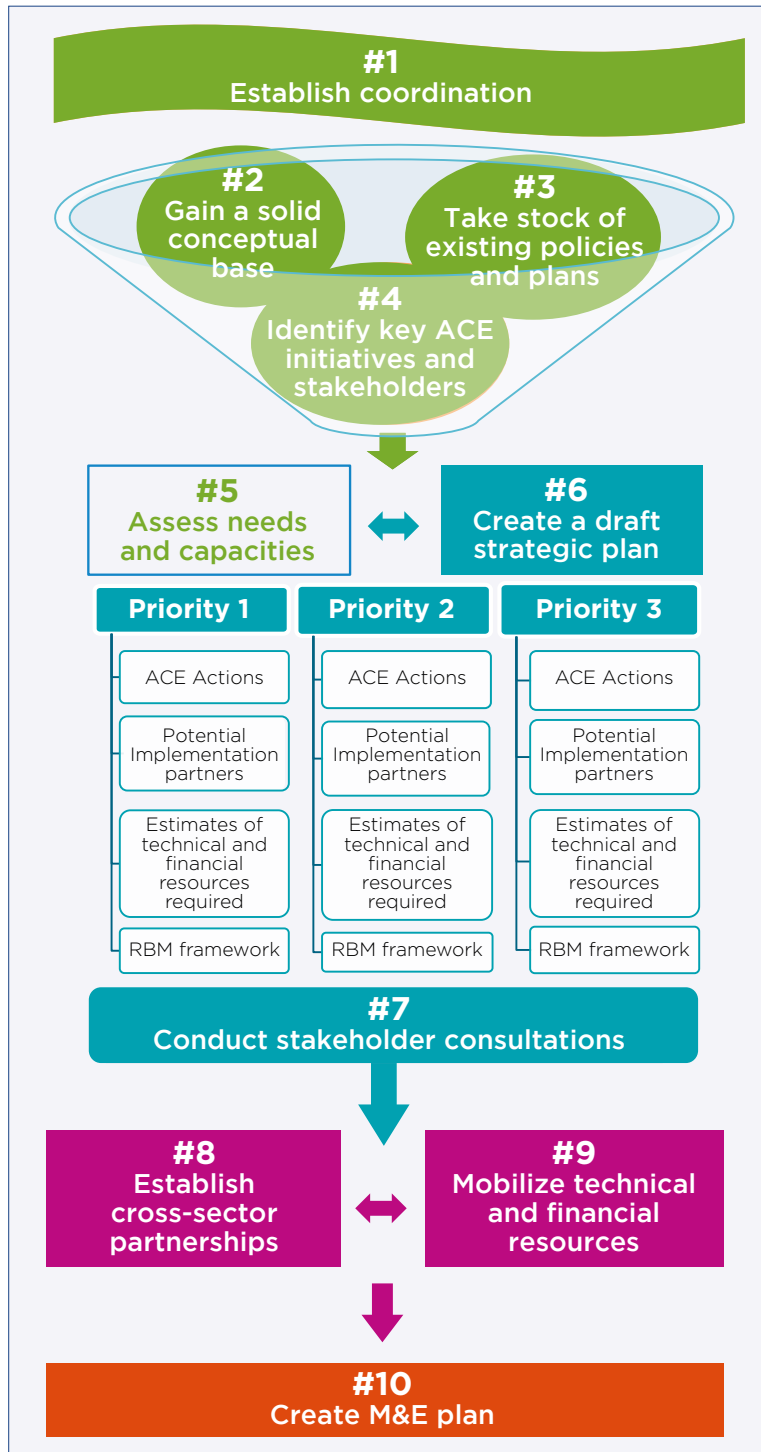 #1
Establish coordination
#2
Gain a solid
conceptual
base
#3
Take stock of
existing policies
and plans
#4
Identify key ACE
initiatives and
stakeholders
#5
Assess needs
and capacities
#6
Create a draft
strategic plan
Priority 1
ACE Actions
Potential
Implementation
partners
Estimates of
technical and
financial
resources
required
RBM framework
Priority 2
ACE Actions
Potential
Implementation
partners
Estimates of
technical and
financial
resources
required
RBM framework
Priority 3
ACE Actions
Potential
Implementation
partners
Estimates of
technical and
financial
resources
required
RBM framework
#7
Conduct stakeholder consultations
#8
Establish
cross-sector
partnerships
#9
Mobilize technical
and financial
resources
#10
Create M&E plan